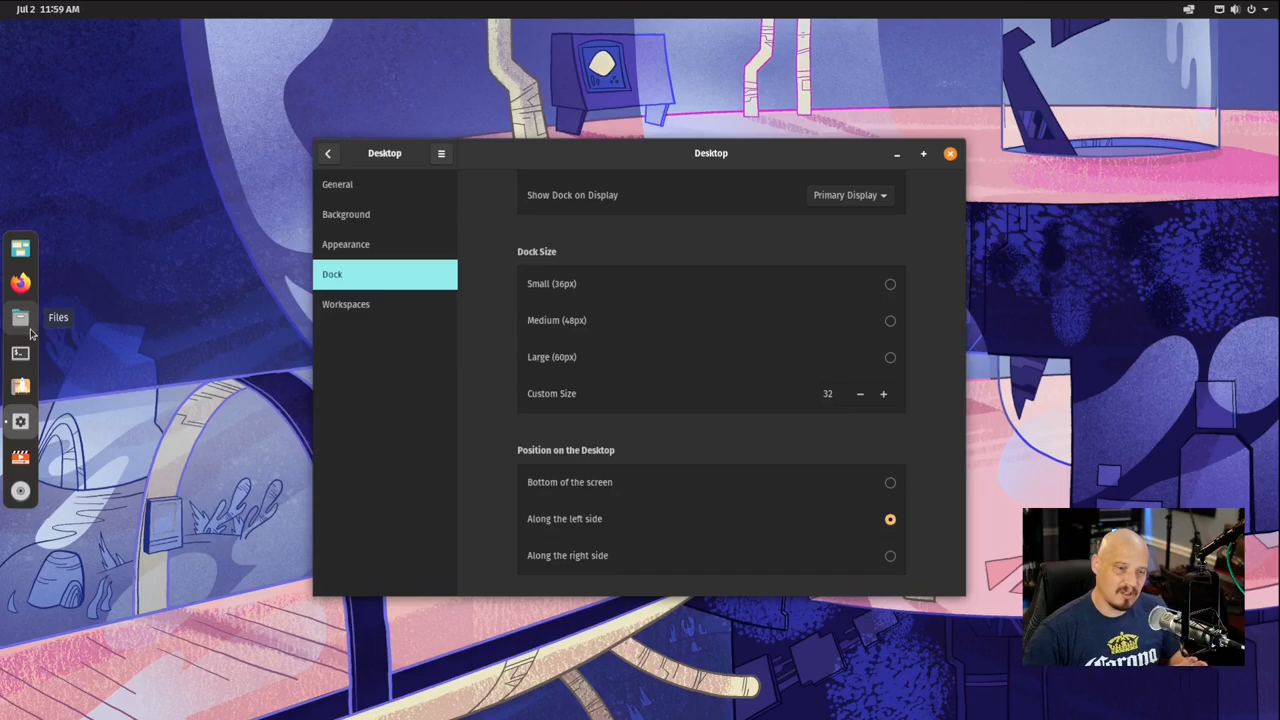 Jul 2 11:59 AM
Desktop
Desktop
General
Background
Appearance
Dock
Workspaces
Show Dock on Display
Primary Display
Dock Size
Small (36px)
Medium (48px)
Large (60px)
Custom Size
32
Position on the Desktop
Bottom of the screen
Along the left side
Along the right side
Files
Corona